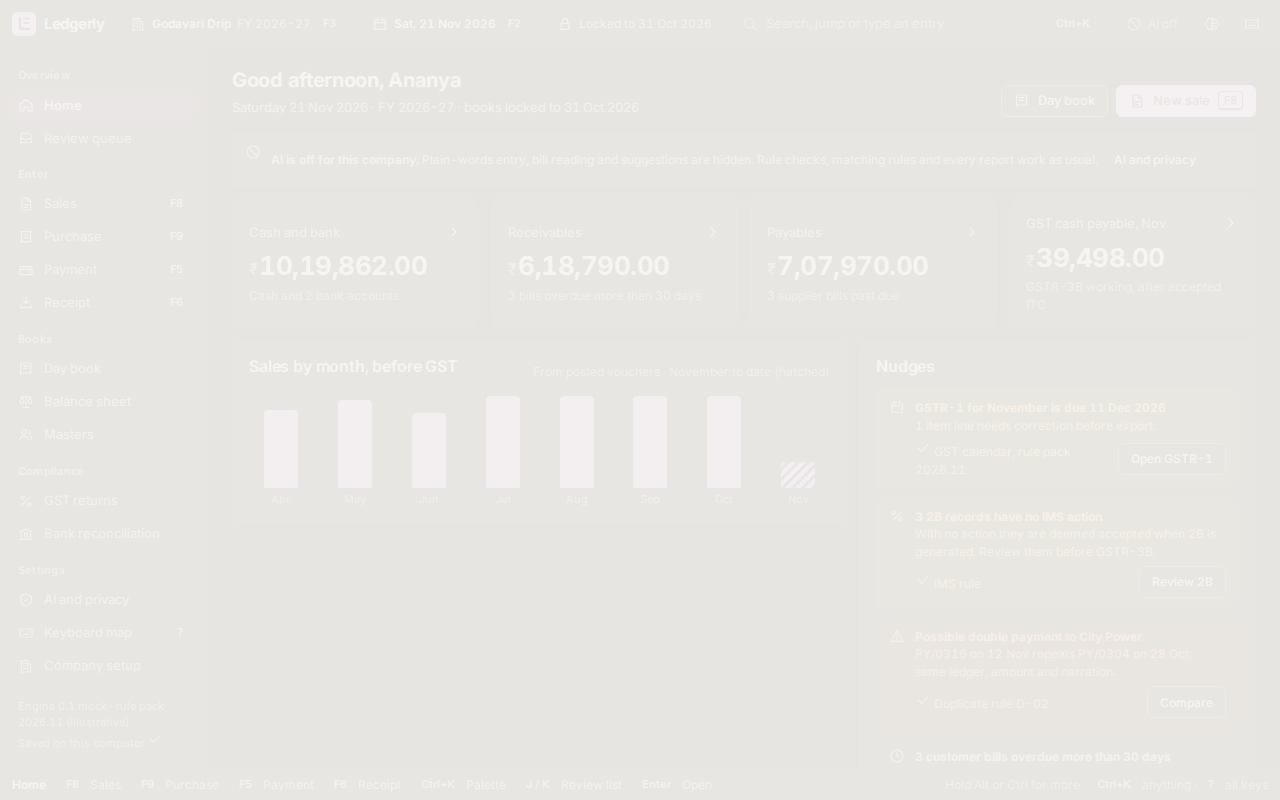 Ledgerly
Godavari Drip FY 2026-27 F3
Sat, 21 Nov 2026 F2
Locked to 31 Oct 2026
Search, jump or type an entry
Ctrl+K
AI off
Overview
Home
Review queue
Enter
Sales F8
Purchase F9
Payment F5
Receipt F6
Books
Day book
Balance sheet
Masters
Compliance
GST returns
Bank reconciliation
Settings
AI and privacy
Keyboard map ?
Company setup
Engine 0.1 mock · rule pack
2026.11 (illustrative)
Saved on this computer
Good afternoon, Ananya
Saturday 21 Nov 2026 · FY 2026-27 · books locked to 31 Oct 2026
Day book
New sale F8
AI is off for this company. Plain-words entry, bill reading and suggestions are hidden. Rule checks, matching rules and every report work as usual. AI and privacy
Cash and bank
₹10,19,862.00
Cash and 2 bank accounts
Receivables
₹6,18,790.00
3 bills overdue more than 30 days
Payables
₹7,07,970.00
3 supplier bills past due
GST cash payable, Nov
₹39,498.00
GSTR-3B working, after accepted
ITC
Sales by month, before GST
From posted vouchers · November to date (hatched)
Apr May Jun Jul Aug Sep Oct Nov
Nudges
GSTR-1 for November is due 11 Dec 2026
1 item line needs correction before export.
GST calendar, rule pack
2026.11
Open GSTR-1
3 2B records have no IMS action
With no action they are deemed accepted when 2B is
generated. Review them before GSTR-3B.
IMS rule
Review 2B
Possible double payment to City Power
PY/0316 on 12 Nov repeats PY/0304 on 28 Oct:
same ledger, amount and narration.
Duplicate rule D-02
Compare
3 customer bills overdue more than 30 days
Home F8 Sales F9 Purchase F5 Payment F6 Receipt Ctrl+K Palette J / K Review list Enter Open
Hold Alt or Ctrl for more Ctrl+K anything ? all keys